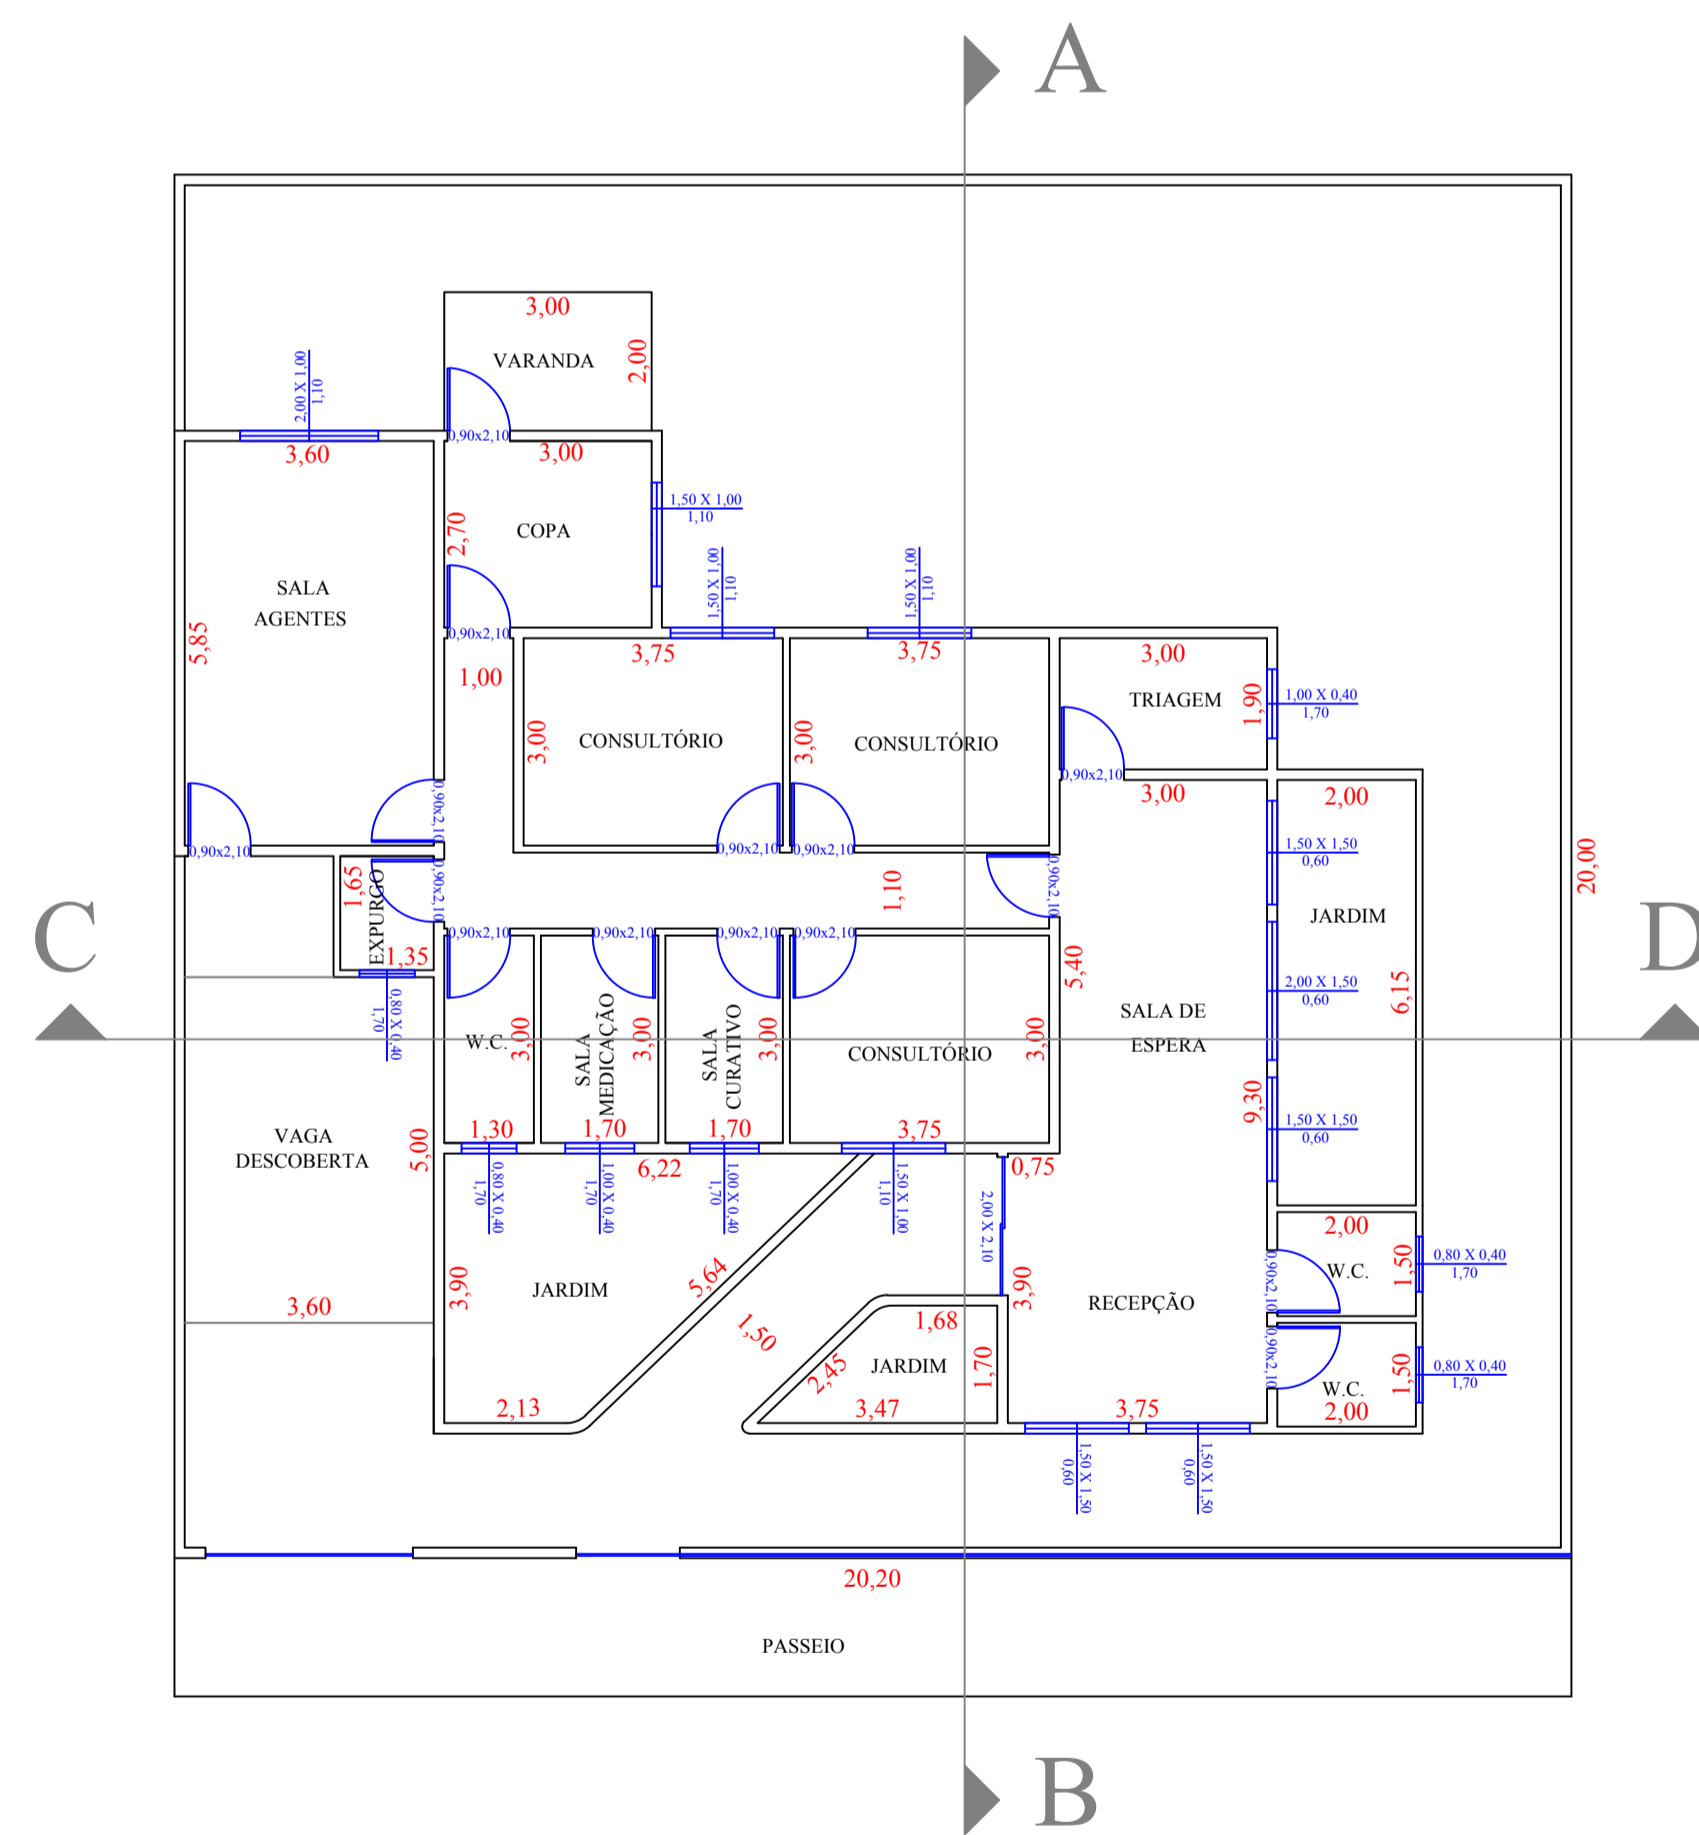 A
3,00
VARANDA
2,00
2,00 X 1,00
1,10
0,90x2,10
3,60
3,00
1,50 X 1,00
1,10
2,70
COPA
1,50 X 1,00
1,10
1,50 X 1,00
1,10
SALA
AGENTES
5,85
0,90x2,10
1,00
3,75
3,75
3,00
TRIAGEM
1,90
1,00 X 0,40
1,70
3,00
CONSULTÓRIO
3,00
CONSULTÓRIO
0,90x2,10
3,00
2,00
0,90x2,10
0,90x2,10
0,90x2,10
0,90x2,10
1,50 X 1,50
0,60
20,00
1,65
EXPURGO
0,90x2,10
1,10
0,90x2,10
JARDIM
C
D
0,90x2,10
0,90x2,10
0,90x2,10
0,90x2,10
1,35
5,40
2,00 X 1,50
0,60
6,15
0,80 X 0,40
1,70
SALA DE
ESPERA
W.C.
3,00
SALA
MEDICAÇÃO
3,00
SALA
CURATIVO
3,00
CONSULTÓRIO
3,00
9,30
1,50 X 1,50
0,60
VAGA
DESCOBERTA
5,00
1,30
1,70
1,70
3,75
6,22
0,75
0,80 X 0,40
1,70
1,00 X 0,40
1,70
1,00 X 0,40
1,70
1,50 X 1,00
1,10
2,00 X 2,10
2,00
0,90x2,10
W.C.
1,50
0,80 X 0,40
1,70
3,90
JARDIM
5,64
3,90
RECEPÇÃO
3,60
1,50
1,68
JARDIM
2,45
1,70
0,90x2,10
W.C.
1,50
0,80 X 0,40
1,70
2,13
3,47
3,75
2,00
1,50 X 1,50
0,60
1,50 X 1,50
0,60
20,20
PASSEIO
B